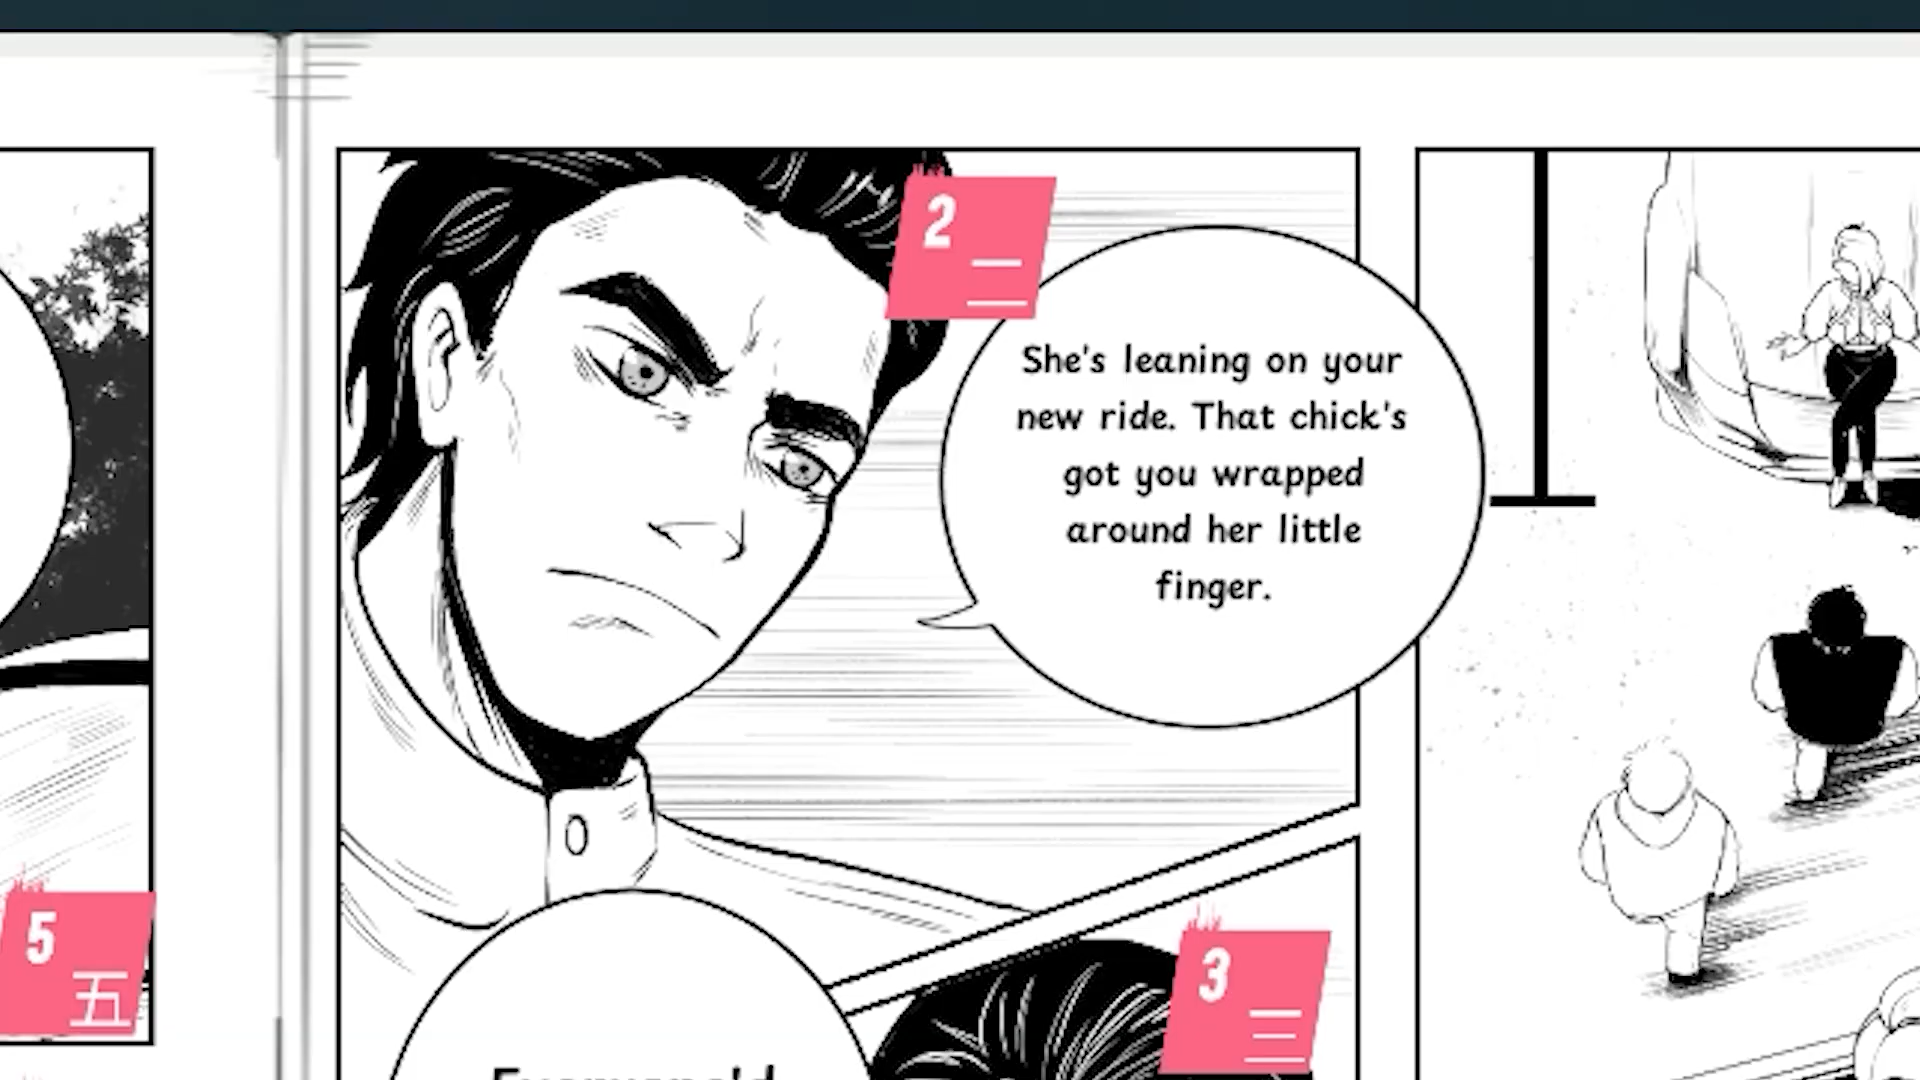 2
二
She's leaning on your
new ride. That chick's
got you wrapped
around her little
finger.
5
五
3
三